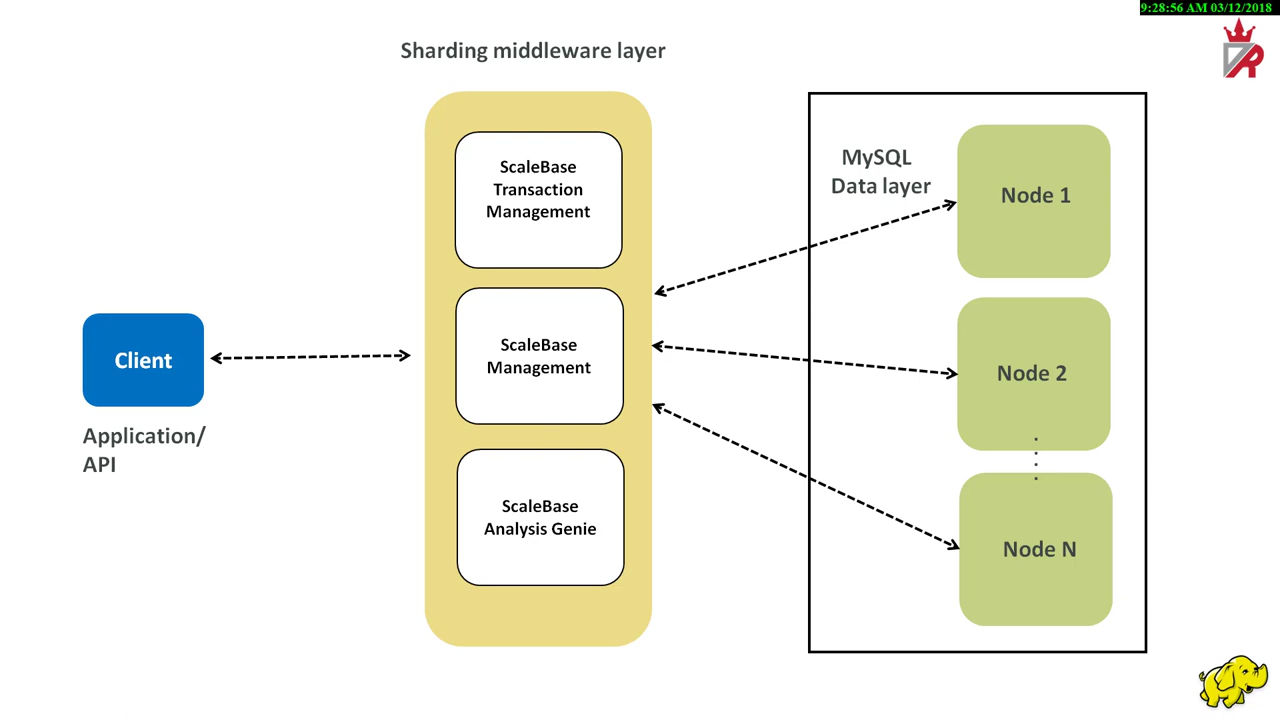 9:28:56 AM 03/12/2018
Sharding middleware layer
ScaleBase
Transaction
Management
ScaleBase
Management
ScaleBase
Analysis Genie
Client
Application/
API
MySQL
Data layer
Node 1
Node 2
Node N